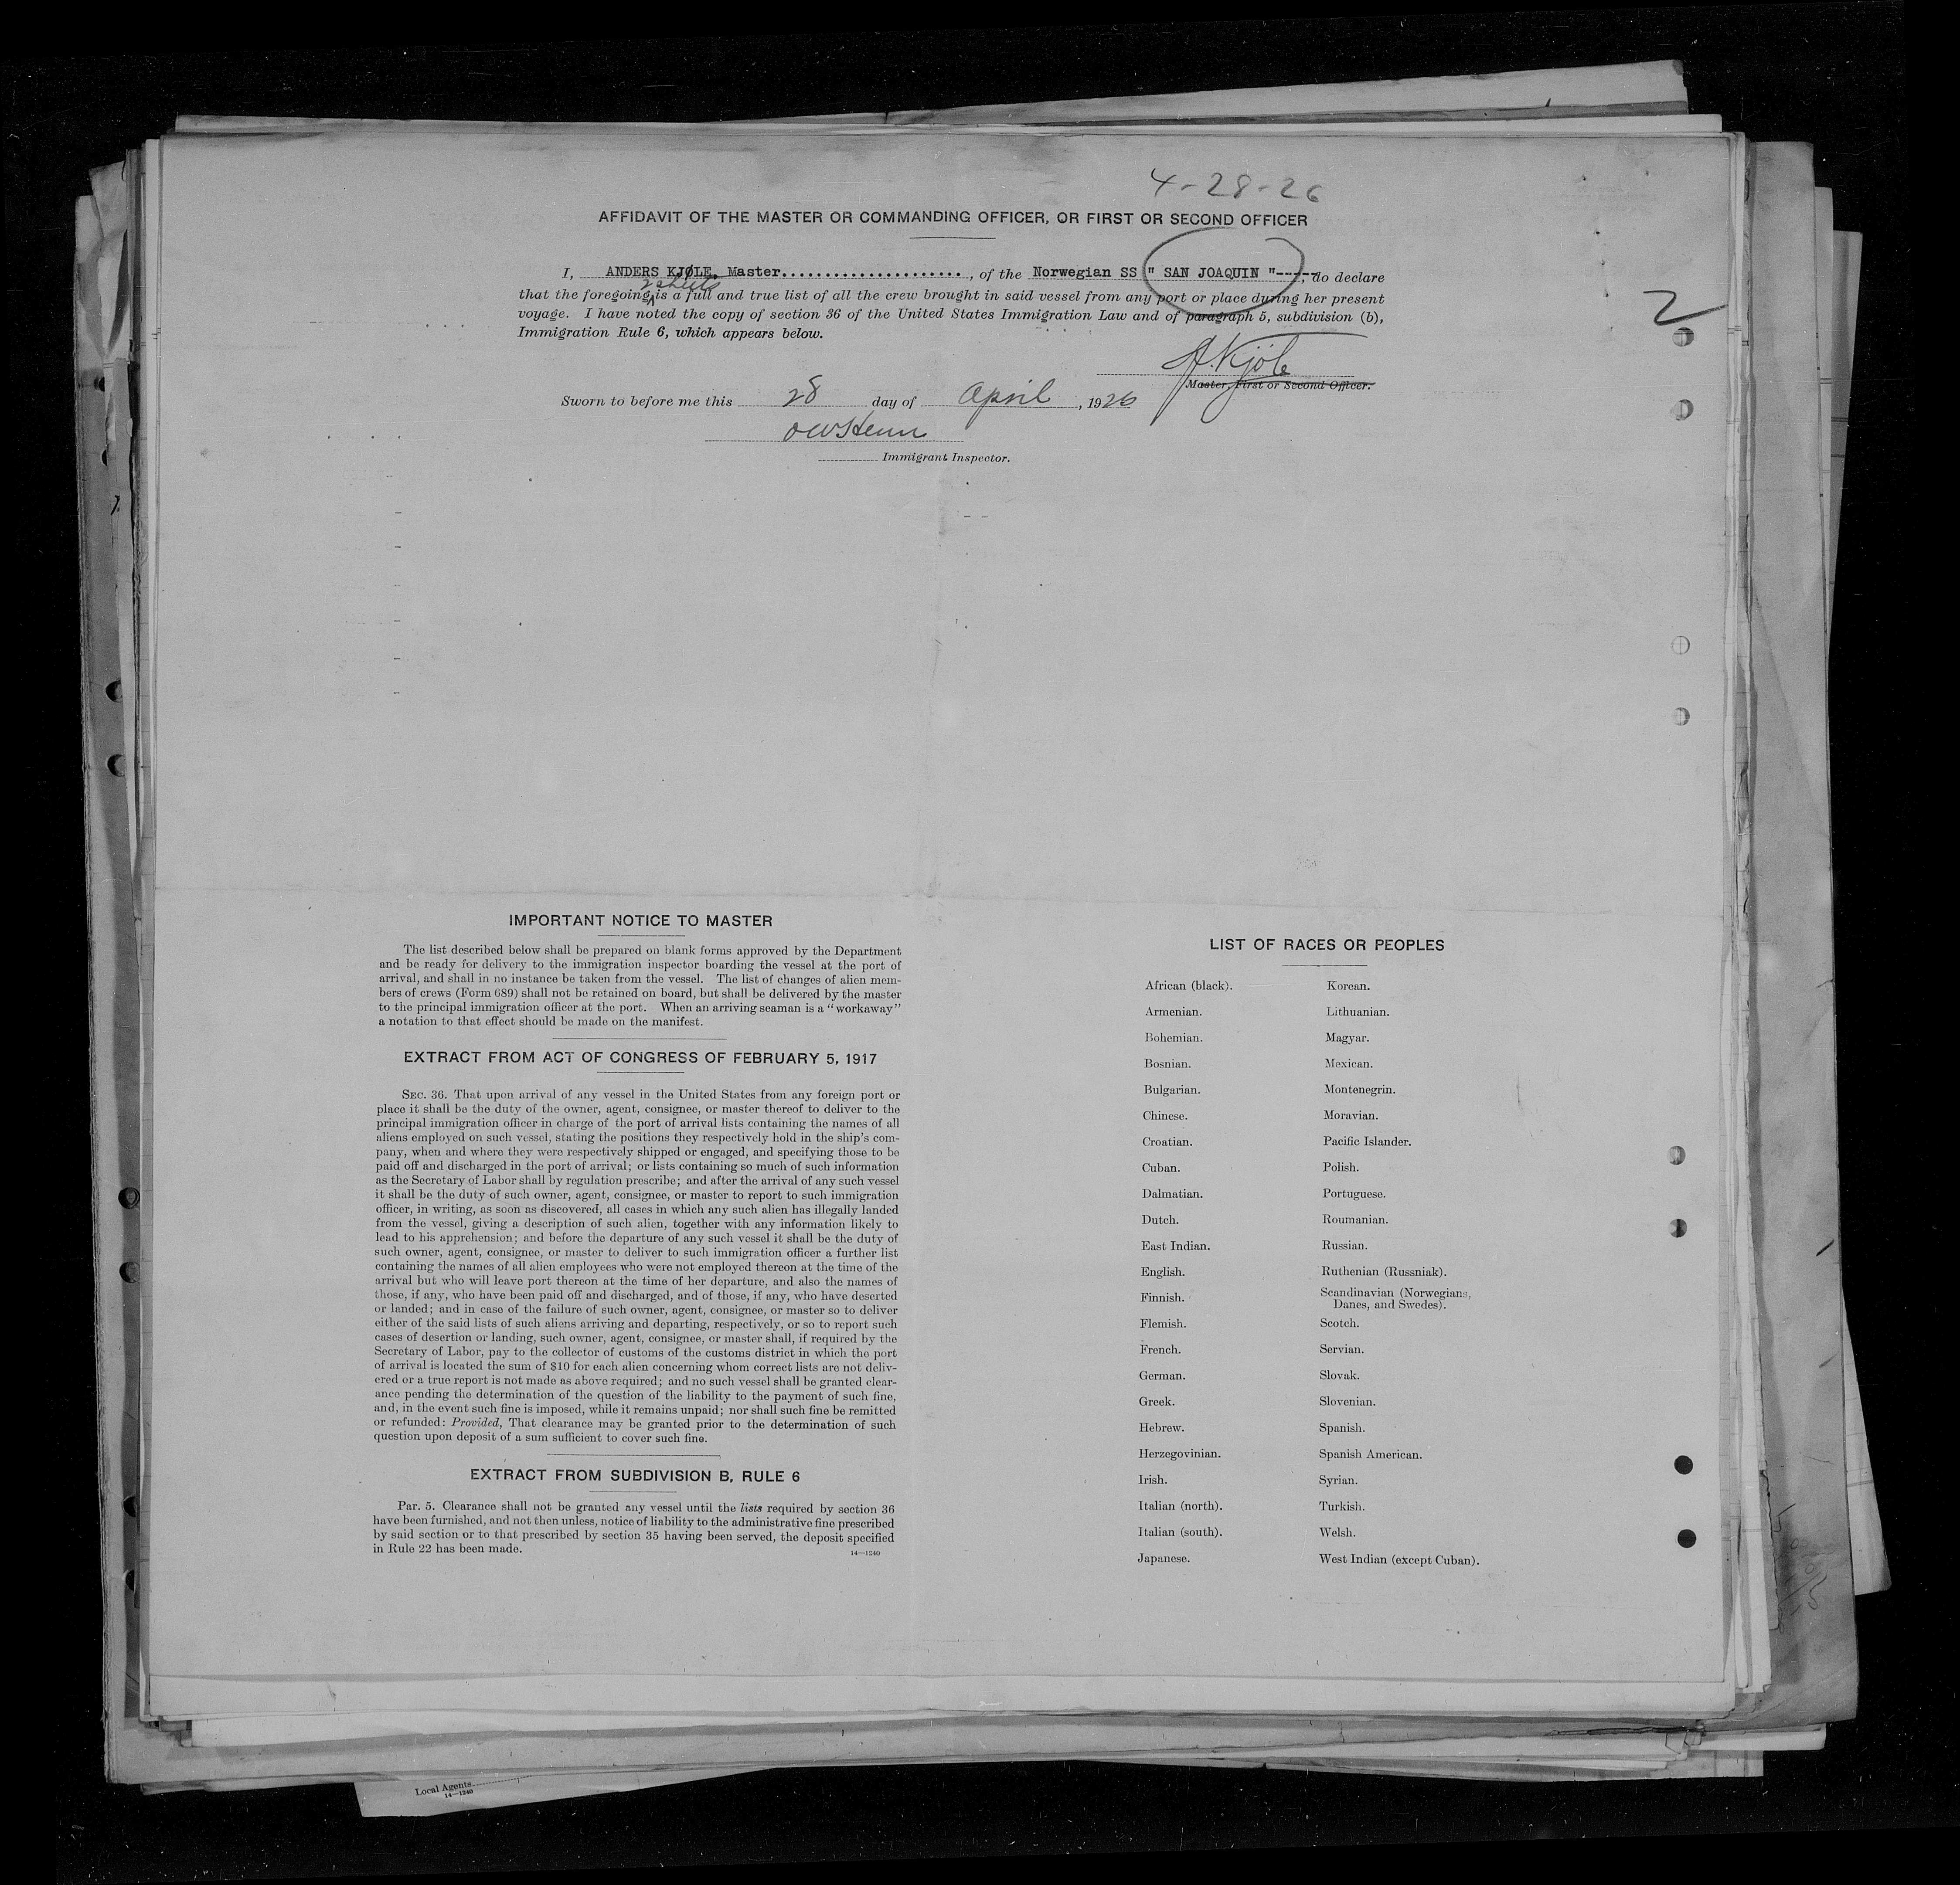 4-28-26
AFFIDAVIT OF THE MASTER OR COMMANDING OFFICER, OR FIRST OR SECOND OFFICER
I, ANDERS KJØLE, Master....................., of the Norwegian SS " SAN JOAQUIN "-----, do declare
2 sheets
that the foregoing is a full and true list of all the crew brought in said vessel from any port or place during her present
voyage. I have noted the copy of section 36 of the United States Immigration Law and of paragraph 5, subdivision (b),
Immigration Rule 6, which appears below.
2
A. Kjöle
Master, First or Second Officer.
Sworn to before me this 28 day of April, 1926
Immigrant Inspector.
IMPORTANT NOTICE TO MASTER
The list described below shall be prepared on blank forms approved by the Department
and be ready for delivery to the immigration inspector boarding the vessel at the port of
arrival, and shall in no instance be taken from the vessel. The list of changes of alien mem-
bers of crews (Form 689) shall not be retained on board, but shall be delivered by the master
to the principal immigration officer at the port. When an arriving seaman is a "workaway"
a notation to that effect should be made on the manifest.
EXTRACT FROM ACT OF CONGRESS OF FEBRUARY 5, 1917
SEC. 36. That upon arrival of any vessel in the United States from any foreign port or
place it shall be the duty of the owner, agent, consignee, or master thereof to deliver to the
principal immigration officer in charge of the port of arrival lists containing the names of all
aliens employed on such vessel, stating the positions they respectively hold in the ship's com-
pany, when and where they were respectively shipped or engaged, and specifying those to be
paid off and discharged in the port of arrival; or lists containing so much of such information
as the Secretary of Labor shall by regulation prescribe; and after the arrival of any such vessel
it shall be the duty of such owner, agent, consignee, or master to report to such immigration
officer, in writing, as soon as discovered, all cases in which any such alien has illegally landed
from the vessel, giving a description of such alien, together with any information likely to
lead to his apprehension; and before the departure of any such vessel it shall be the duty of
such owner, agent, consignee, or master to deliver to such immigration officer a further list
containing the names of all alien employees who were not employed thereon at the time of the
arrival but who will leave port thereon at the time of her departure, and also the names of
those, if any, who have been paid off and discharged, and of those, if any, who have deserted
or landed; and in case of the failure of such owner, agent, consignee, or master so to deliver
either of the said lists of such aliens arriving and departing, respectively, or so to report such
cases of desertion or landing, such owner, agent, consignee, or master shall, if required by the
Secretary of Labor, pay to the collector of customs of the customs district in which the port
of arrival is located the sum of $10 for each alien concerning whom correct lists are not deliv-
ered or a true report is not made as above required; and no such vessel shall be granted clear-
ance pending the determination of the question of the liability to the payment of such fine,
and, in the event such fine is imposed, while it remains unpaid; nor shall such fine be remitted
or refunded: Provided, That clearance may be granted prior to the determination of such
question upon deposit of a sum sufficient to cover such fine.
EXTRACT FROM SUBDIVISION B, RULE 6
Par. 5. Clearance shall not be granted any vessel until the lists required by section 36
have been furnished, and not then unless, notice of liability to the administrative fine prescribed
by said section or to that prescribed by section 35 having been served, the deposit specified
in Rule 22 has been made.
14—1240
LIST OF RACES OR PEOPLES
African (black). Korean.
Armenian. Lithuanian.
Bohemian. Magyar.
Bosnian. Mexican.
Bulgarian. Montenegrin.
Chinese. Moravian.
Croatian. Pacific Islander.
Cuban. Polish.
Dalmatian. Portuguese.
Dutch. Roumanian.
East Indian. Russian.
English. Ruthenian (Russniak).
Finnish. Scandinavian (Norwegians,
Danes, and Swedes).
Flemish. Scotch.
French. Servian.
German. Slovak.
Greek. Slovenian.
Hebrew. Spanish.
Herzegovinian. Spanish American.
Irish. Syrian.
Italian (north). Turkish.
Italian (south). Welsh.
Japanese. West Indian (except Cuban).
Local Agents
14—1240